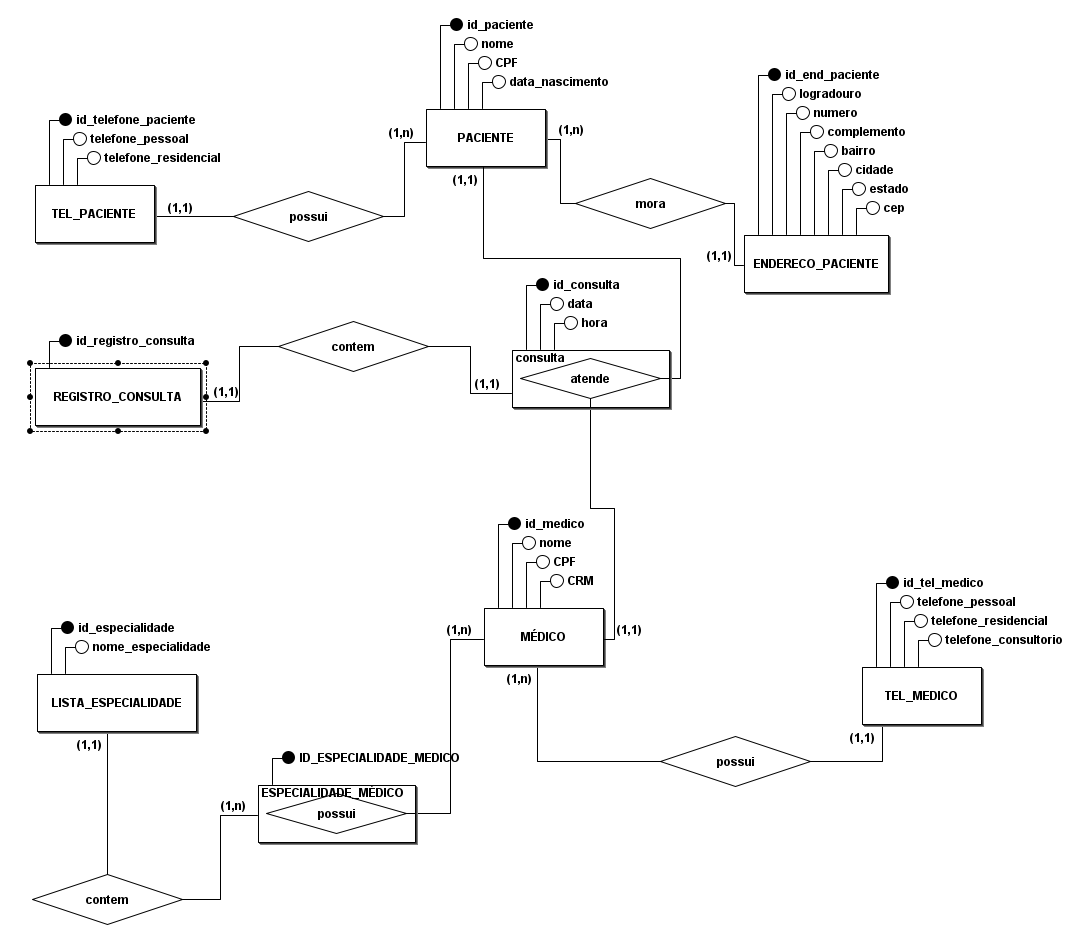 id_paciente
nome
CPF
data_nascimento
PACIENTE
(1,n)
(1,n)
(1,1)
id_end_paciente
logradouro
numero
complemento
bairro
cidade
estado
cep
ENDERECO_PACIENTE
(1,1)
mora
id_telefone_paciente
telefone_pessoal
telefone_residencial
TEL_PACIENTE
(1,1)
possui
id_consulta
data
hora
consulta
atende
(1,1)
contem
id_registro_consulta
REGISTRO_CONSULTA
(1,1)
id_medico
nome
CPF
CRM
MÉDICO
(1,n)
(1,1)
(1,n)
id_tel_medico
telefone_pessoal
telefone_residencial
telefone_consultorio
TEL_MEDICO
(1,1)
possui
id_especialidade
nome_especialidade
LISTA_ESPECIALIDADE
(1,1)
ID_ESPECIALIDADE_MEDICO
ESPECIALIDADE_MÉDICO
possui
(1,n)
contem